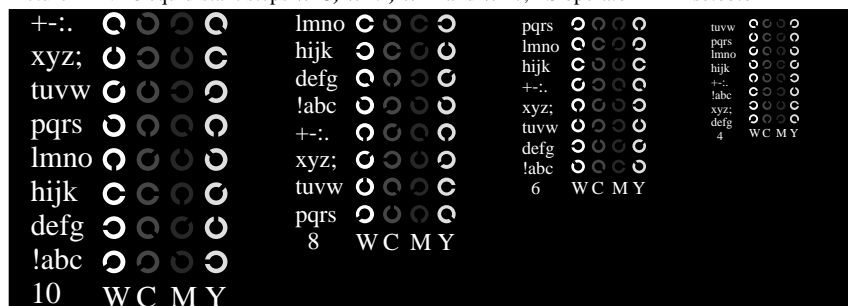 +-:.
xyz;
tuvw
pqrs
lmno
hijk
defg
!abc
10 W C M Y
lmno
hijk
defg
!abc
+-:.
xyz;
tuvw
pqrs
8 W C M Y
pqrs
lmno
hijk
+-:.
xyz;
tuvw
defg
!abc
6 W C M Y
tuvw
pqrs
lmno
hijk
+-:.
!abc
xyz;
defg
4 W C M Y